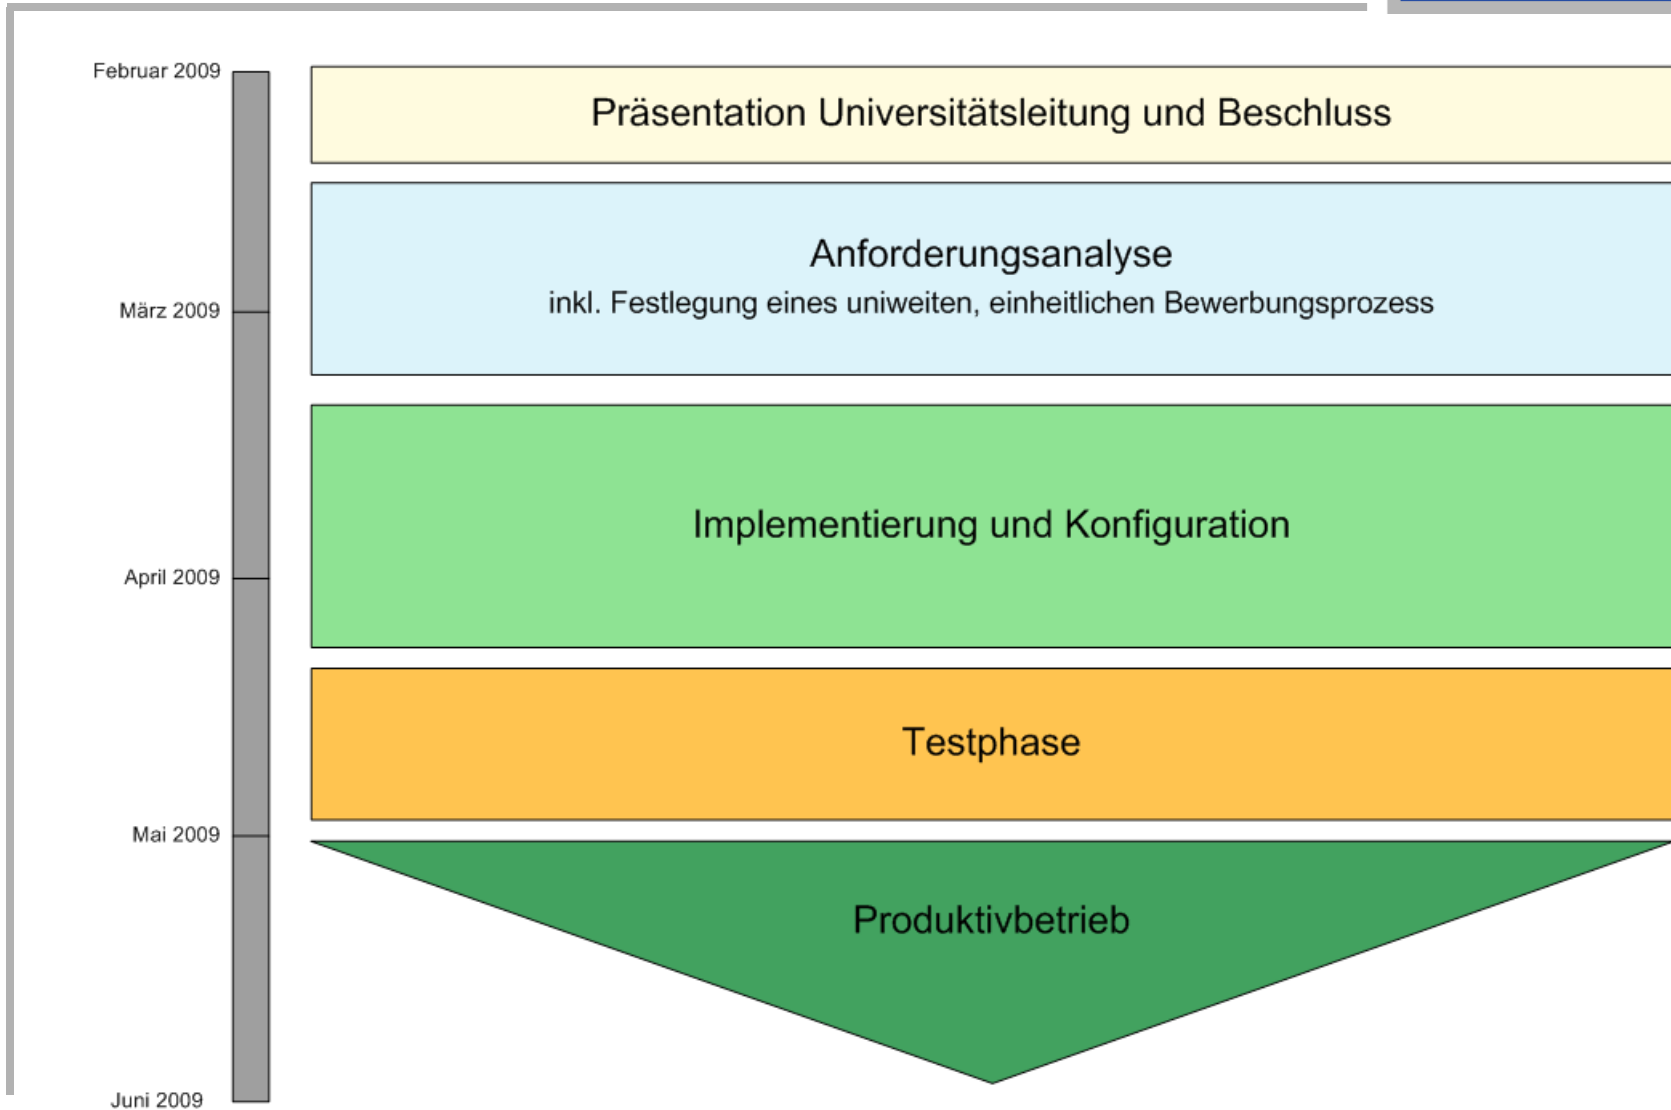 Februar 2009
Präsentation Universitätsleitung und Beschluss
Anforderungsanalyse
inkl. Festlegung eines uniweiten, einheitlichen Bewerbungsprozess
März 2009
Implementierung und Konfiguration
April 2009
Testphase
Mai 2009
Produktivbetrieb
Juni 2009